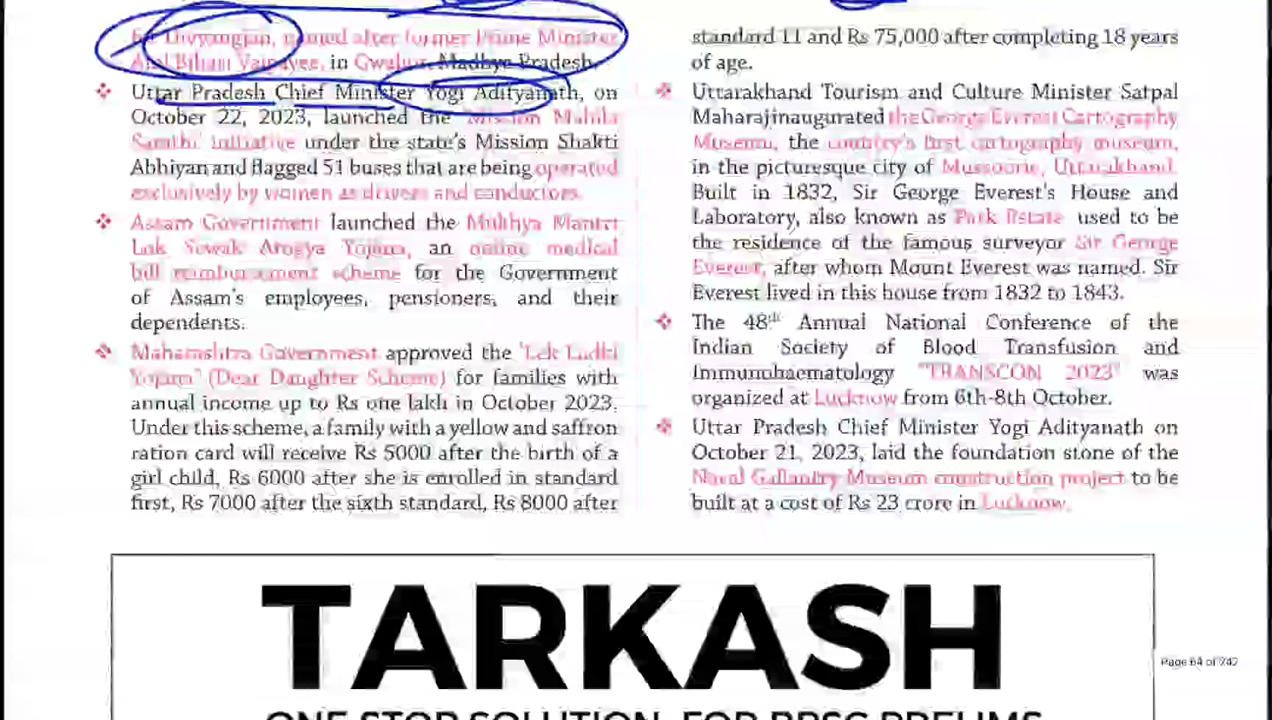 for Divyangjan, named after former Prime Minister
Atal Bihari Vajpayee, in Gwalior, Madhya Pradesh.
❖ Uttar Pradesh Chief Minister Yogi Adityanath, on
October 22, 2023, launched the Mission Mahila
Sarathi initiative under the state's Mission Shakti
Abhiyan and flagged 51 buses that are being operated
exclusively by women as drivers and conductors.
❖ Assam Government launched the Mukhya Mantri
Lok Sewak Arogya Yojana, an online medical
bill reimbursement scheme for the Government
of Assam's employees, pensioners, and their
dependents.
❖ Maharashtra Government approved the 'Lek Ladki
Yojana' (Dear Daughter Scheme) for families with
annual income up to Rs one lakh in October 2023.
Under this scheme, a family with a yellow and saffron
ration card will receive Rs 5000 after the birth of a
girl child, Rs 6000 after she is enrolled in standard
first, Rs 7000 after the sixth standard, Rs 8000 after
standard 11 and Rs 75,000 after completing 18 years
of age.
❖ Uttarakhand Tourism and Culture Minister Satpal
Maharaj inaugurated the George Everest Cartography
Museum, the country's first cartography museum,
in the picturesque city of Mussoorie, Uttarakhand.
Built in 1832, Sir George Everest's House and
Laboratory, also known as Park Estate used to be
the residence of the famous surveyor Sir George
Everest, after whom Mount Everest was named. Sir
Everest lived in this house from 1832 to 1843.
❖ The 48th Annual National Conference of the
Indian Society of Blood Transfusion and
Immunohaematology "TRANSCON 2023" was
organized at Lucknow from 6th-8th October.
❖ Uttar Pradesh Chief Minister Yogi Adityanath on
October 21, 2023, laid the foundation stone of the
Naval Gallantry Museum construction project to be
built at a cost of Rs 23 crore in Lucknow.
TARKASH
Page 64 of 242
ONE STOP SOLUTION FOR BPSC PRELIMS